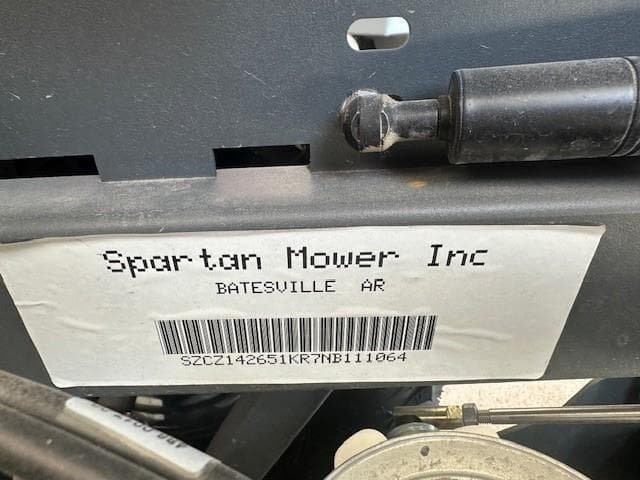 Spartan Mower Inc
BATESVILLE AR
SZCZ142651KR7NB111064